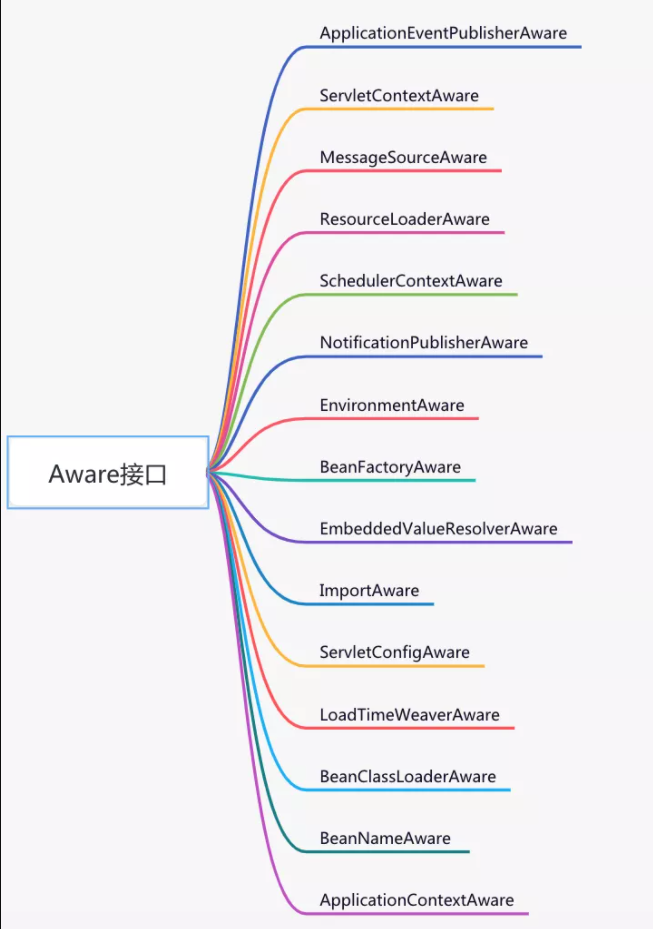 ApplicationEventPublisherAware
ServletContextAware
MessageSourceAware
ResourceLoaderAware
SchedulerContextAware
NotificationPublisherAware
EnvironmentAware
BeanFactoryAware
Aware接口
EmbeddedValueResolverAware
ImportAware
ServletConfigAware
LoadTimeWeaverAware
BeanClassLoaderAware
BeanNameAware
ApplicationContextAware